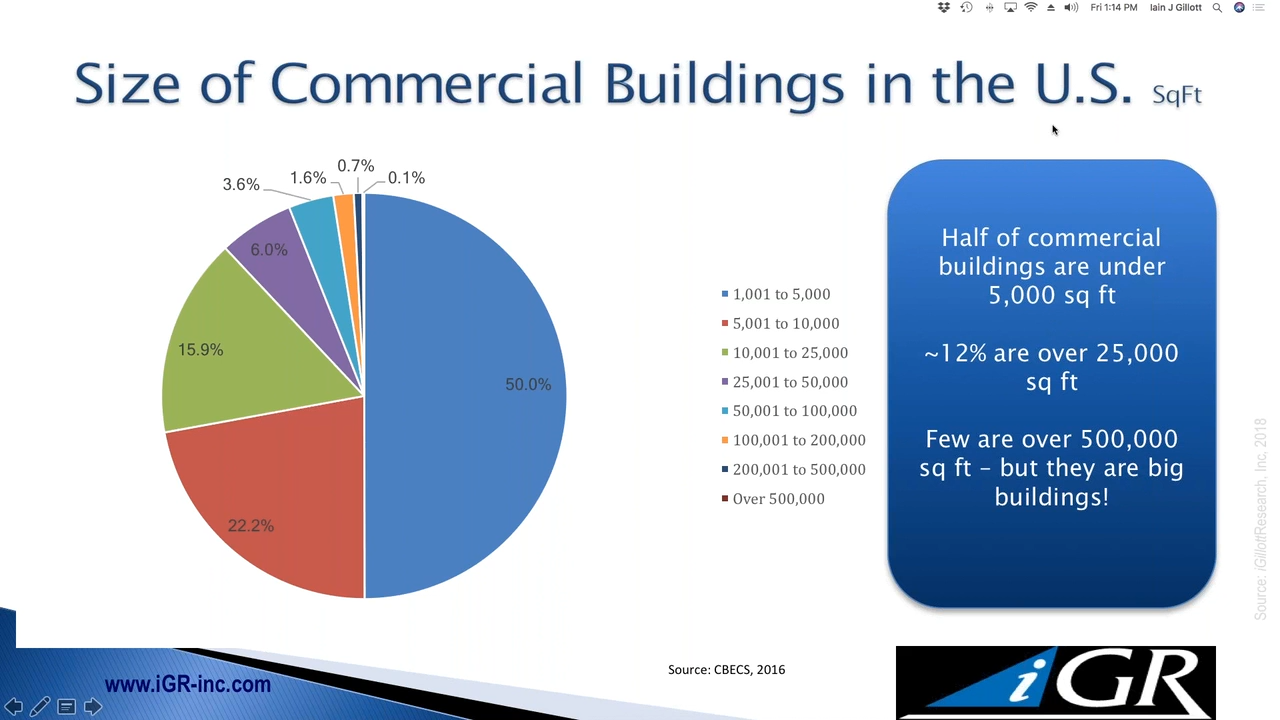 Fri 1:14 PM Iain J Gillott
Size of Commercial Buildings in the U.S. SqFt
0.7%
1.6%
0.1%
3.6%
6.0%
15.9%
50.0%
22.2%
1,001 to 5,000
5,001 to 10,000
10,001 to 25,000
25,001 to 50,000
50,001 to 100,000
100,001 to 200,000
200,001 to 500,000
Over 500,000
Half of commercial
buildings are under
5,000 sq ft
~12% are over 25,000
sq ft
Few are over 500,000
sq ft – but they are big
buildings!
Source: iGillottResearch, Inc, 2018
Source: CBECS, 2016
www.iGR-inc.com
iGR